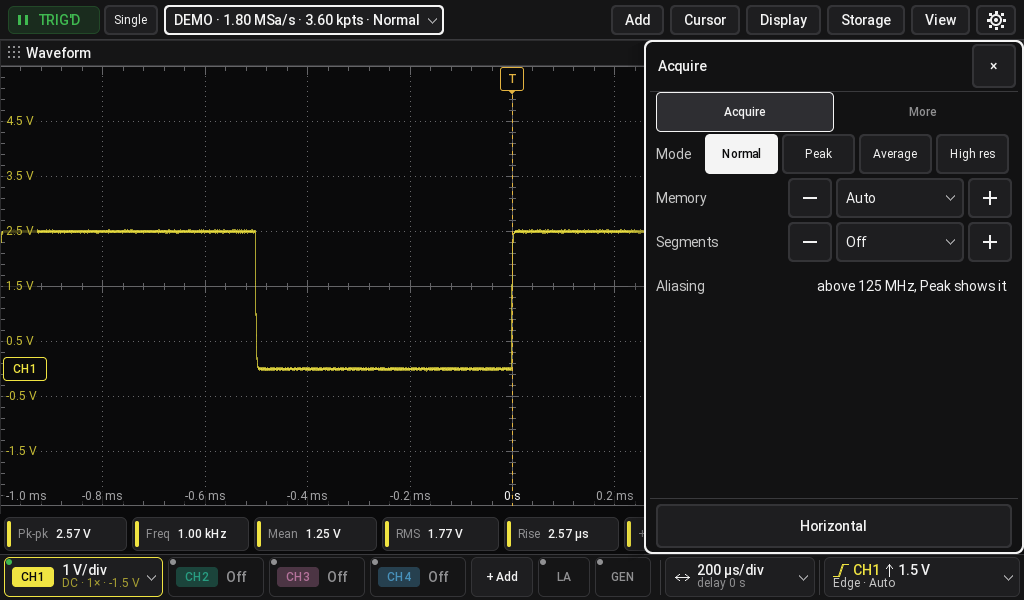 TRIG'D Single DEMO · 1.80 MSa/s · 3.60 kpts · Normal Add Cursor Display Storage View
Waveform
T
4.5 V
3.5 V
2.5 V
1.5 V
0.5 V
CH1
-0.5 V
-1.5 V
-1.0 ms -0.8 ms -0.6 ms -0.4 ms -0.2 ms 0 s 0.2 ms
Acquire ×
Acquire More
Mode Normal Peak Average High res
Memory − Auto +
Segments − Off +
Aliasing above 125 MHz, Peak shows it
Horizontal
Pk-pk 2.57 V Freq 1.00 kHz Mean 1.25 V RMS 1.77 V Rise 2.57 µs
CH1 1 V/div
DC · 1× · -1.5 V
CH2 Off CH3 Off CH4 Off + Add LA GEN
200 µs/div
delay 0 s
CH1 ↑ 1.5 V
Edge · Auto